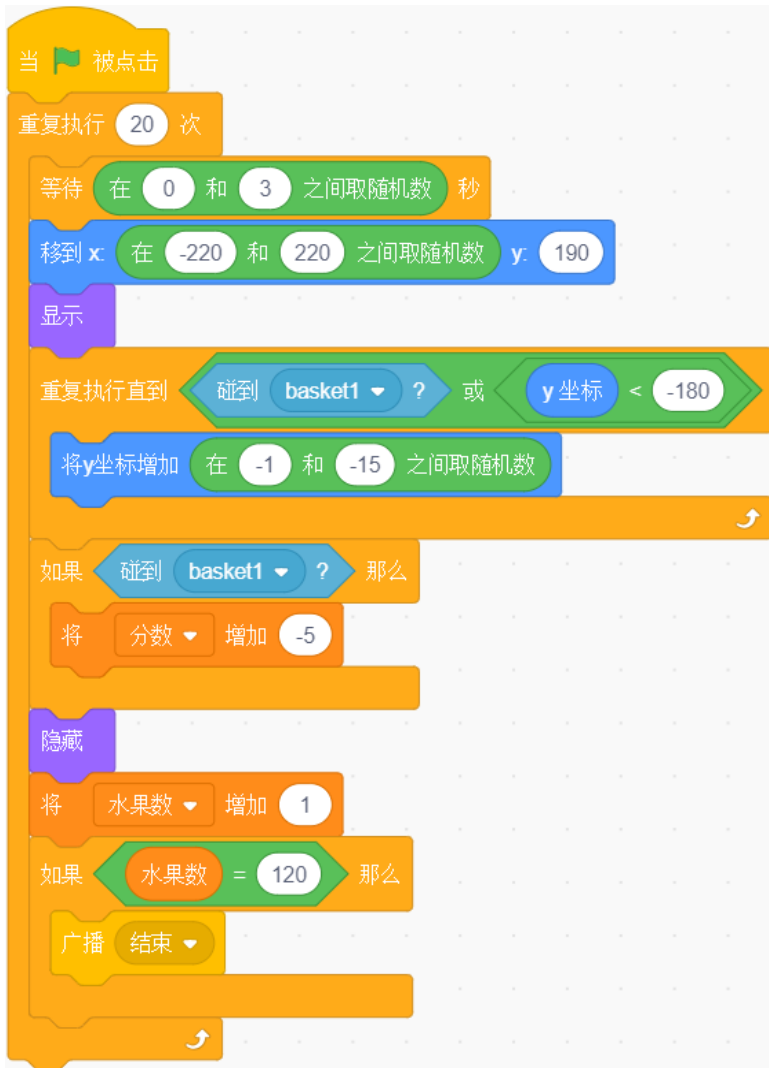 当 被点击
重复执行 20 次
等待 在 0 和 3 之间取随机数 秒
移到 x: 在 -220 和 220 之间取随机数 y: 190
显示
重复执行直到 碰到 basket1 ? 或 y 坐标 < -180
将y坐标增加 在 -1 和 -15 之间取随机数
如果 碰到 basket1 ? 那么
将 分数 增加 -5
隐藏
将 水果数 增加 1
如果 水果数 = 120 那么
广播 结束